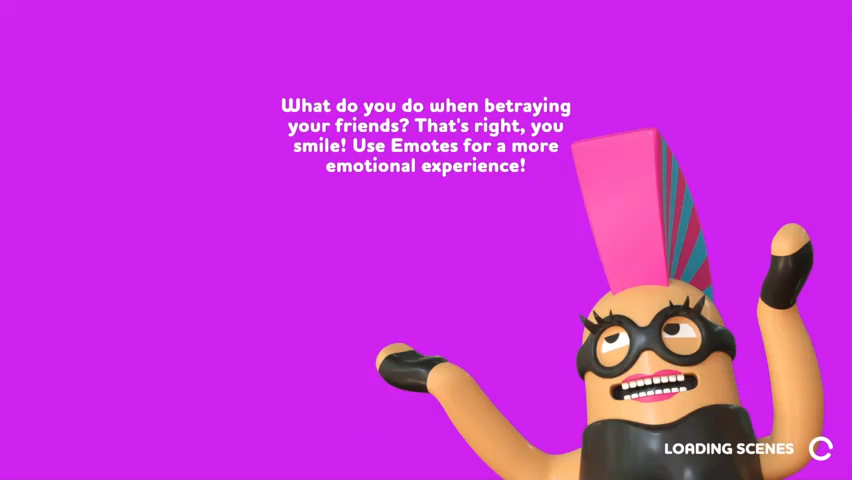 What do you do when betraying
your friends? That's right, you
smile! Use Emotes for a more
emotional experience!
LOADING SCENES